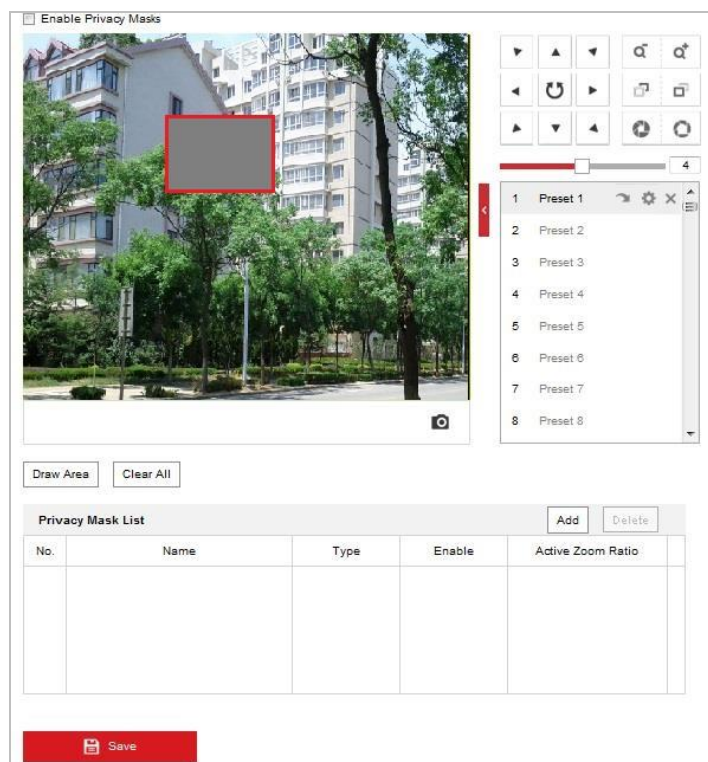 Enable Privacy Masks
4
1 Preset 1
2 Preset 2
3 Preset 3
4 Preset 4
5 Preset 5
6 Preset 6
7 Preset 7
8 Preset 8
Draw Area Clear All
Privacy Mask List Add Delete
No. Name Type Enable Active Zoom Ratio
Save